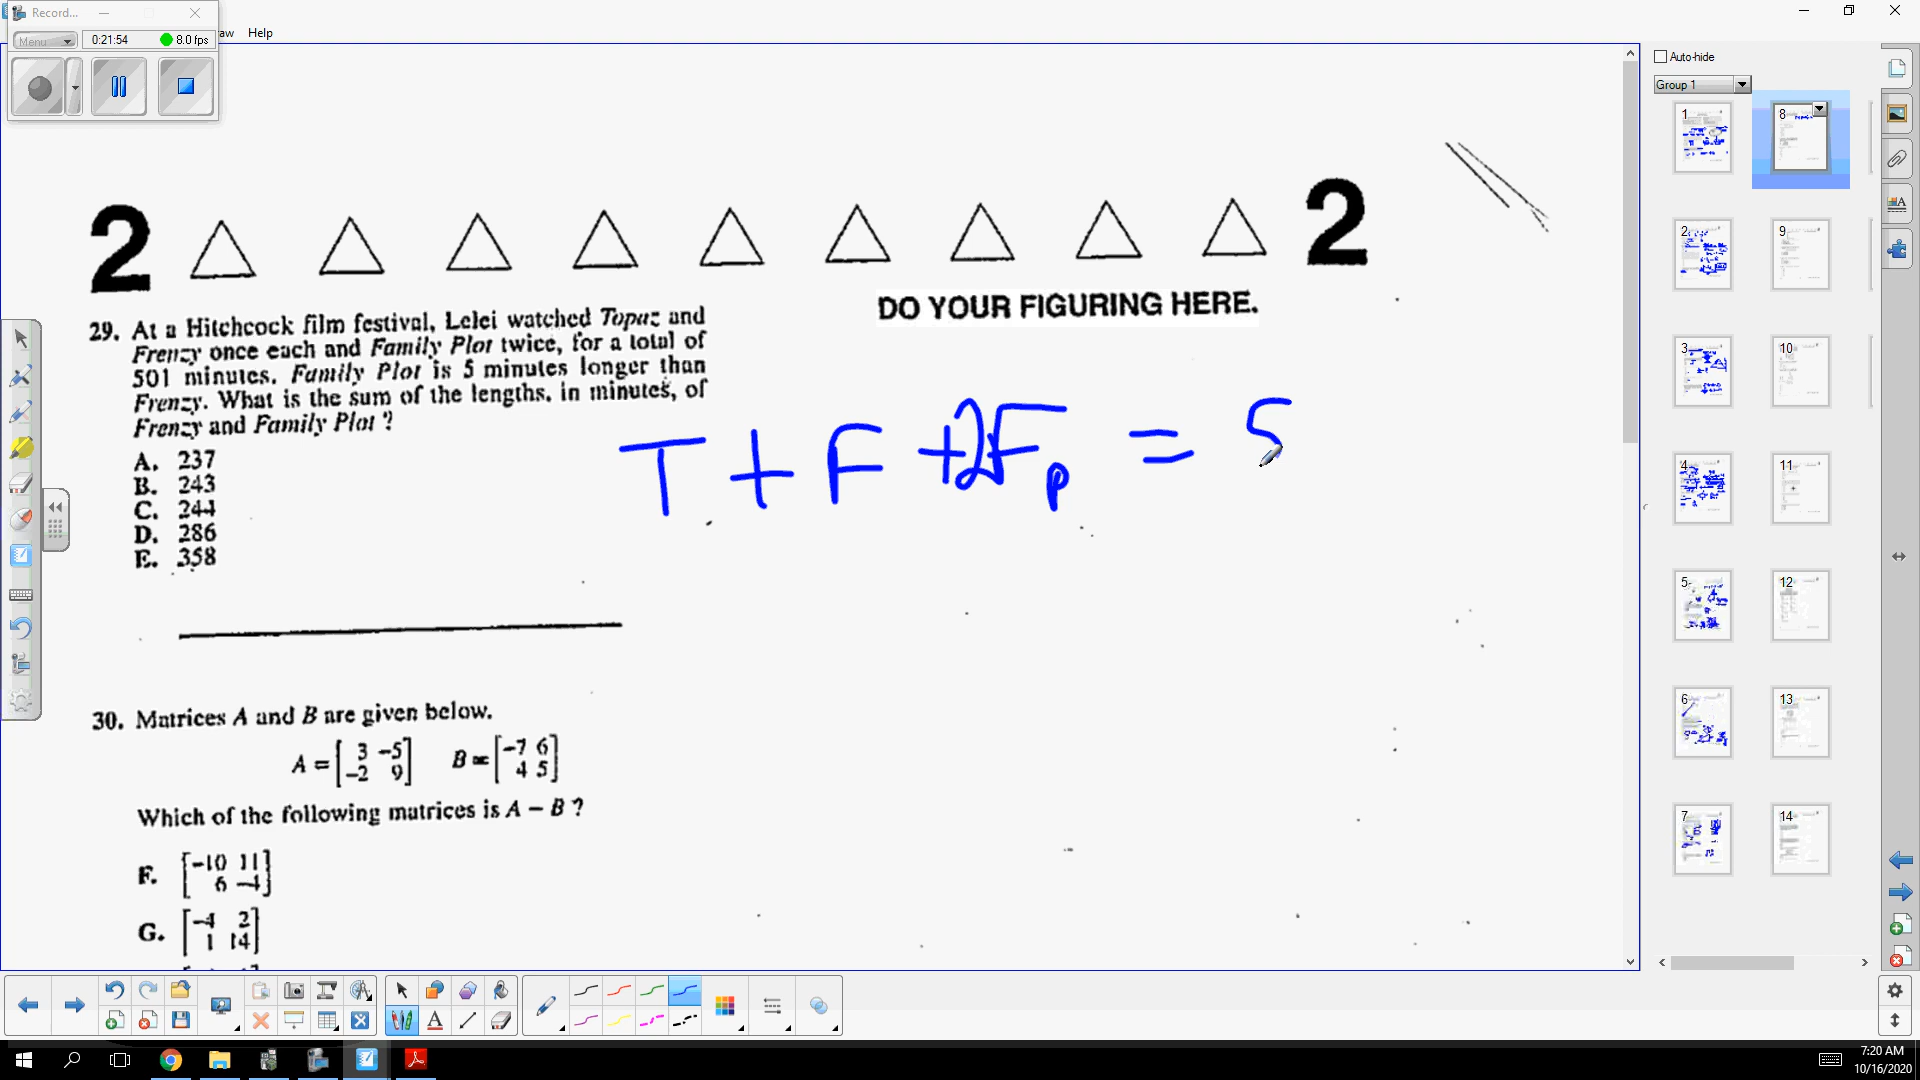 Record...
Menu
0:21:54
8.0 fps
aw
Help
2
2
DO YOUR FIGURING HERE.
29. At a Hitchcock film festival, Lelei watched Topaz and
Frenzy once each and Family Plot twice, for a total of
501 minutes. Family Plot is 5 minutes longer than
Frenzy. What is the sum of the lengths, in minutes, of
Frenzy and Family Plot ?
A. 237
B. 243
C. 244
D. 286
E. 358
T + F + 2Fp = 5
30. Matrices A and B are given below.
A = [3 -5] B = [-7 6]
[-2 9] [4 5]
Which of the following matrices is A – B ?
F. [-10 11]
[6 -4]
G. [-4 2]
[1 14]
Auto-hide
Group 1
1
8
2
9
3
10
4
11
5
12
6
13
7
14
A
7:20 AM
10/16/2020